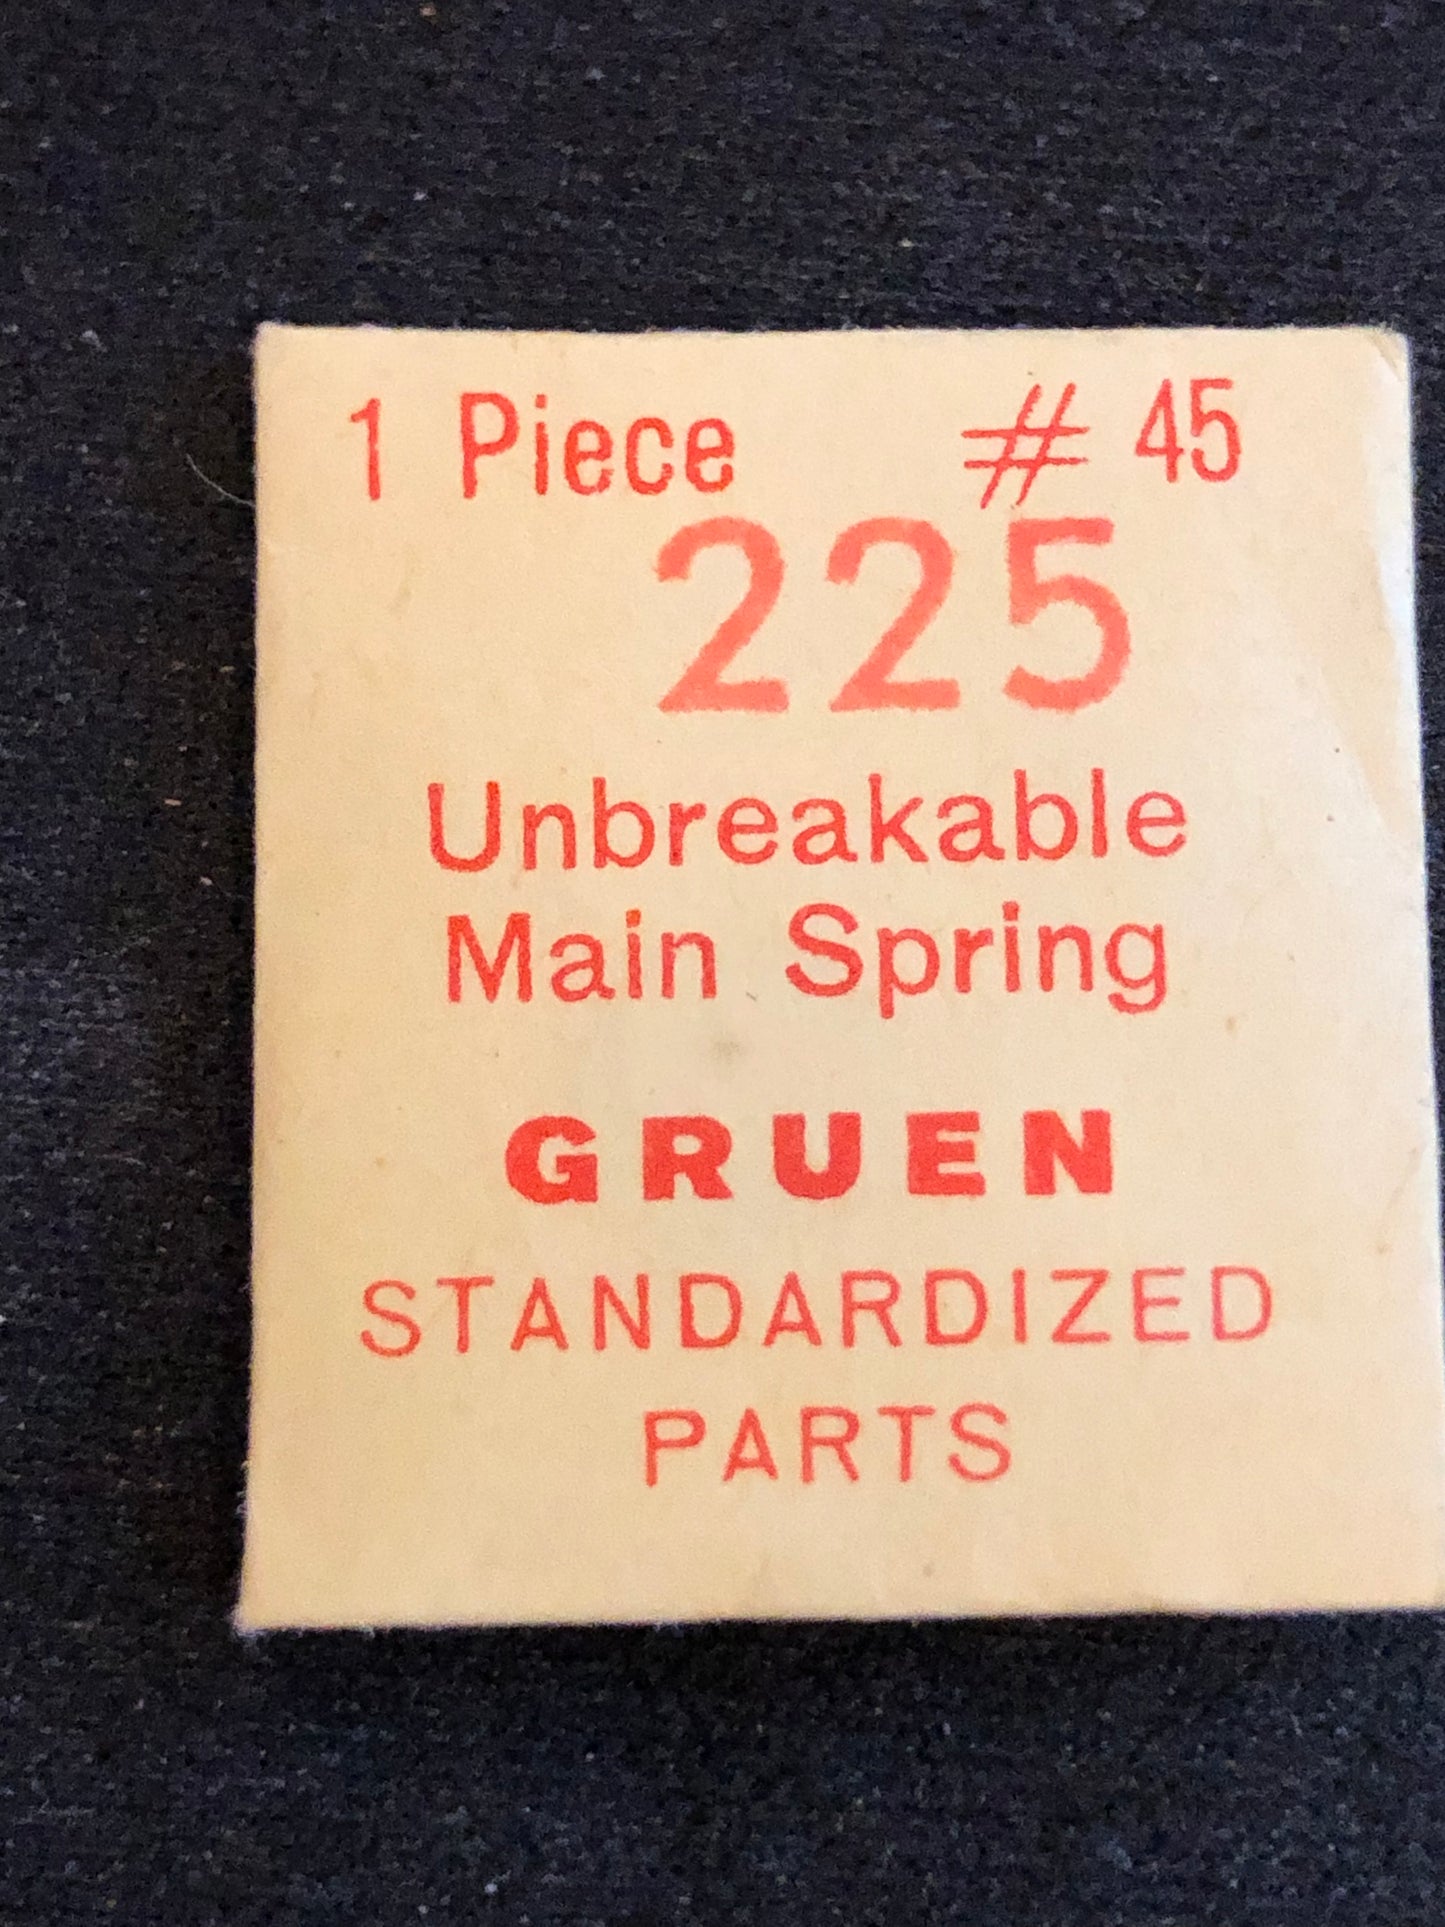 1 Piece # 45
225
Unbreakable
Main Spring
GRUEN
STANDARDIZED
PARTS